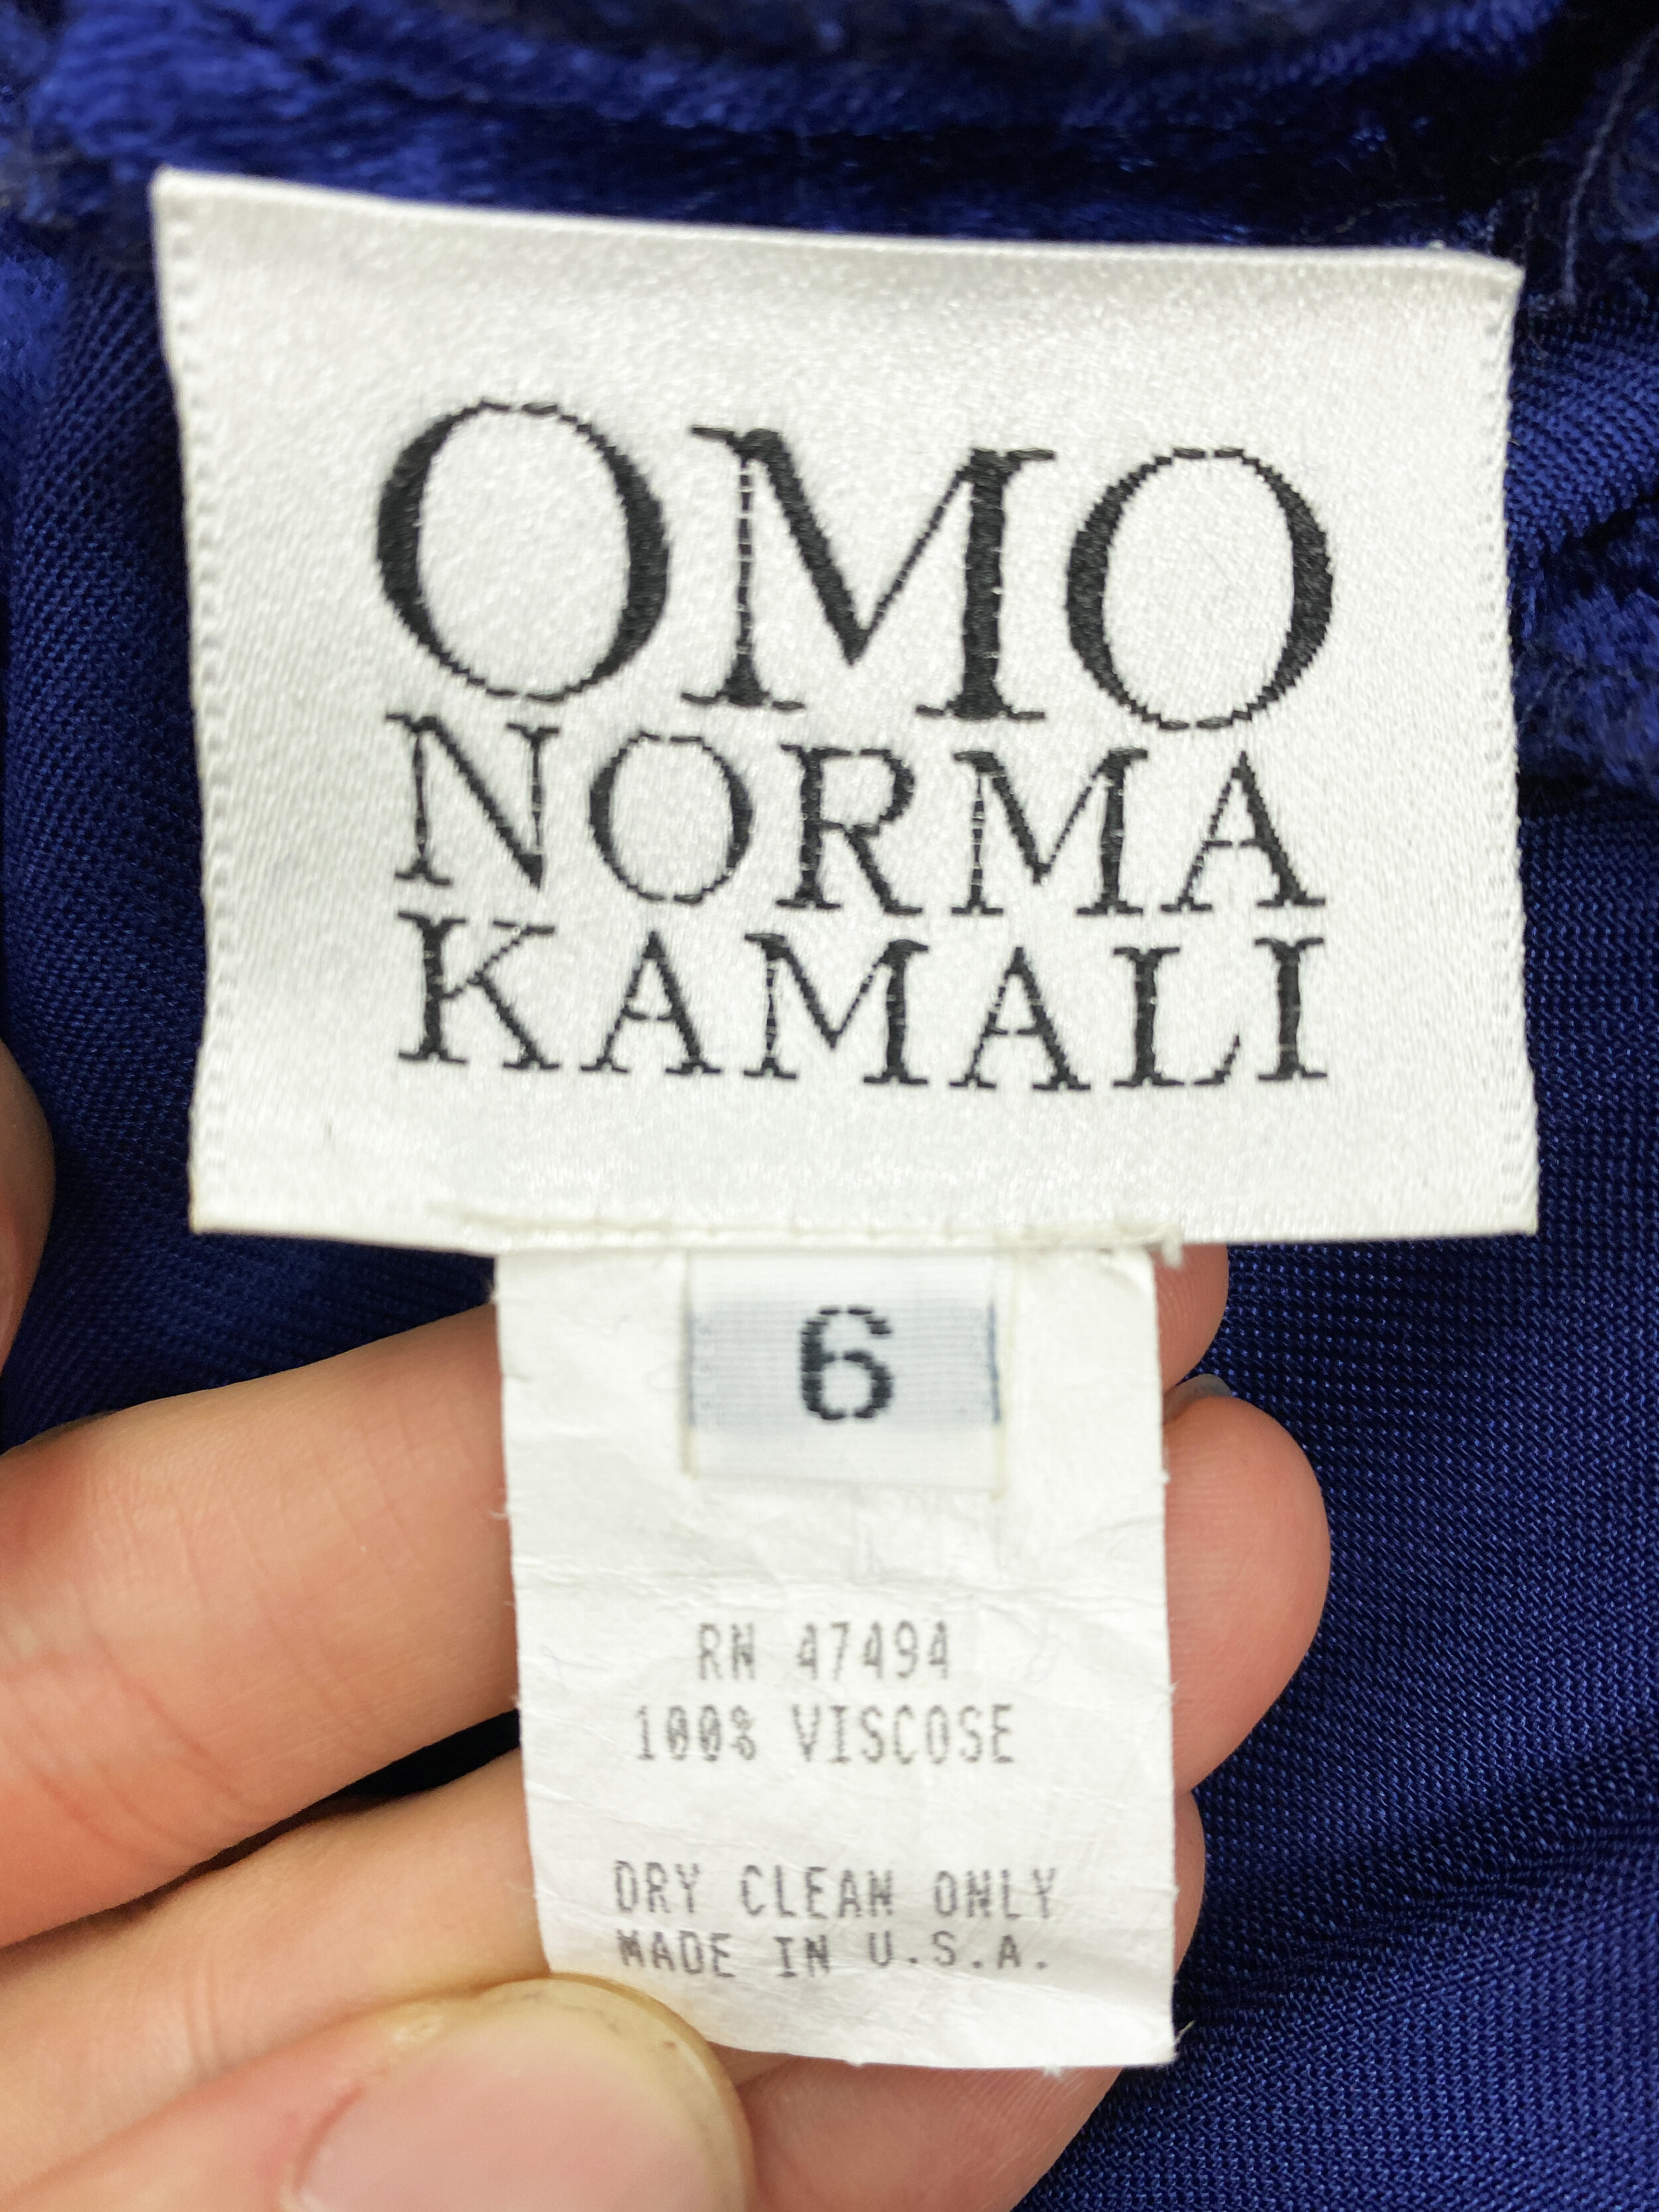 OMO
NORMA
KAMALI
6
RN 47494
100% VISCOSE
DRY CLEAN ONLY
MADE IN U.S.A.